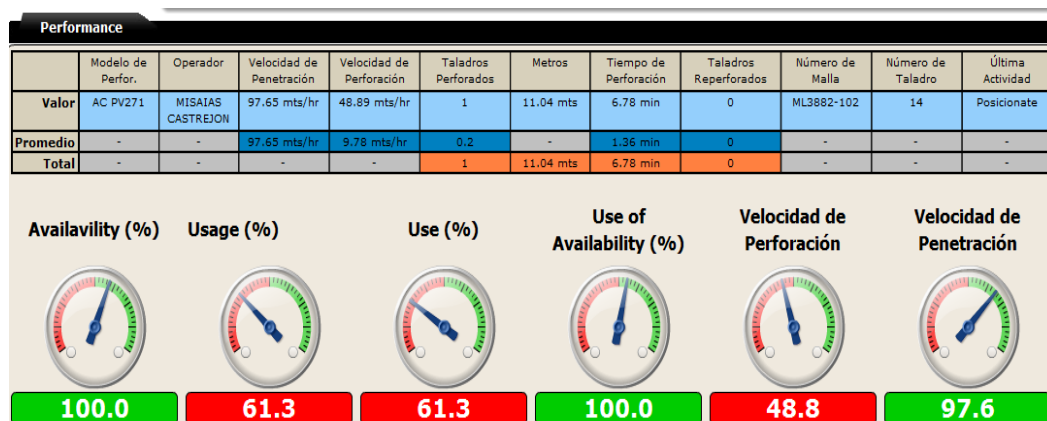 Performance
Modelo de Perfor. Operador Velocidad de Penetración Velocidad de Perforación Taladros Perforados Metros Tiempo de Perforación Taladros Reperforados Número de Malla Número de Taladro Última Actividad
Valor AC PV271 MISAIAS CASTREJON 97.65 mts/hr 48.89 mts/hr 1 11.04 mts 6.78 min 0 ML3882-102 14 Posicionate
Promedio - - 97.65 mts/hr 9.78 mts/hr 0.2 - 1.36 min 0 - - -
Total - - - - 1 11.04 mts 6.78 min 0 - - -
Availavility (%) Usage (%) Use (%) Use of Availability (%) Velocidad de Perforación Velocidad de Penetración
100.0 61.3 61.3 100.0 48.8 97.6